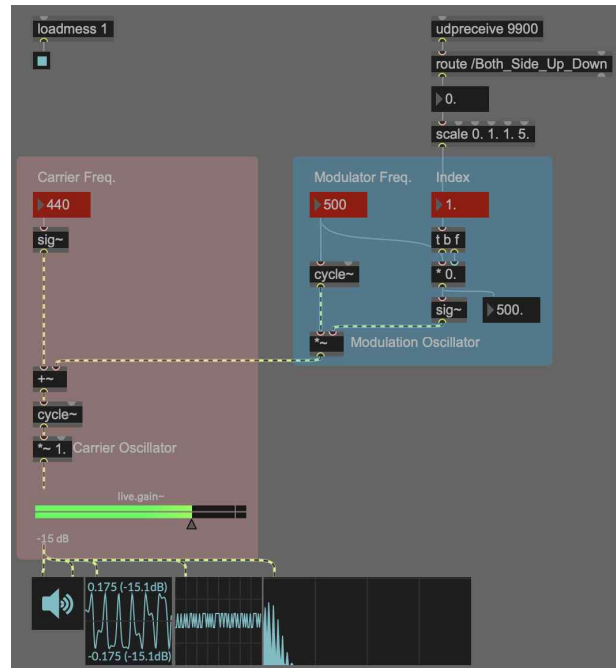 loadmess 1
udpreceive 9900
route /Both_Side_Up_Down
0.
scale 0. 1. 1. 5.
Carrier Freq.
Modulator Freq.
Index
440
500
1.
sig~
t b f
cycle~
* 0.
sig~
500.
*~
Modulation Oscillator
+~
cycle~
*~ 1.
Carrier Oscillator
live.gain~
-15 dB
0.175 (-15.1dB)
-0.175 (-15.1dB)